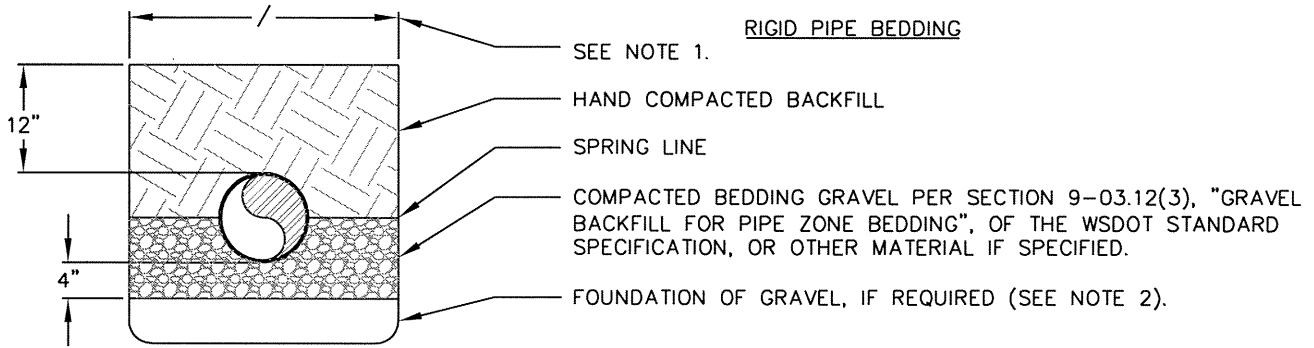 RIGID PIPE BEDDING
SEE NOTE 1.
HAND COMPACTED BACKFILL
12"
SPRING LINE
COMPACTED BEDDING GRAVEL PER SECTION 9-03.12(3), "GRAVEL
BACKFILL FOR PIPE ZONE BEDDING", OF THE WSDOT STANDARD
SPECIFICATION, OR OTHER MATERIAL IF SPECIFIED.
4"
FOUNDATION OF GRAVEL, IF REQUIRED (SEE NOTE 2).